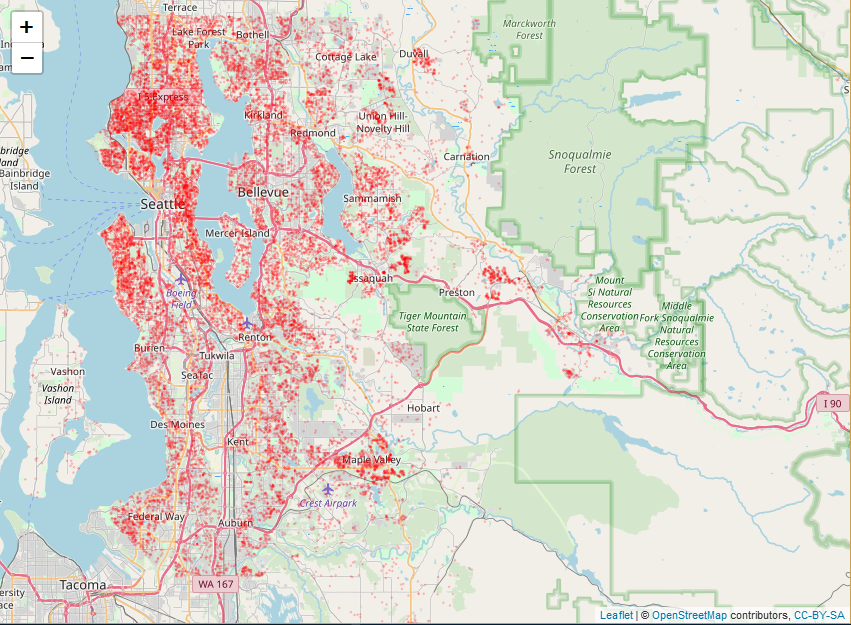 Terrace
+
−
Lake Forest
Park
Bothell
Marckworth
Forest
Cottage Lake
Duvall
I 5 Express
Kirkland
Union Hill-
Novelty Hill
Redmond
Bainbridge
Island
Carnation
Snoqualmie
Forest
Bellevue
Sammamish
Seattle
Mercer Island
Issaquah
Preston
Boeing
Field
Mount
Si Natural
Resources
Conservation
Area
Middle
Fork Snoqualmie
Natural
Resources
Conservation
Area
Tiger Mountain
State Forest
Renton
Burien
Tukwila
Vashon
SeaTac
Vashon
Island
I 90
Hobart
Des Moines
Kent
Maple Valley
Crest Airpark
Federal Way
Auburn
Tacoma
WA 167
Leaflet | © OpenStreetMap contributors, CC-BY-SA